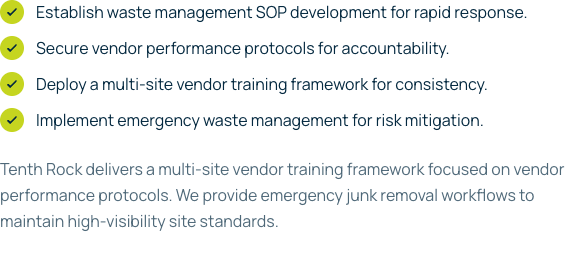 Establish waste management SOP development for rapid response.
Secure vendor performance protocols for accountability.
Deploy a multi-site vendor training framework for consistency.
Implement emergency waste management for risk mitigation.
Tenth Rock delivers a multi-site vendor training framework focused on vendor
performance protocols. We provide emergency junk removal workflows to
maintain high-visibility site standards.